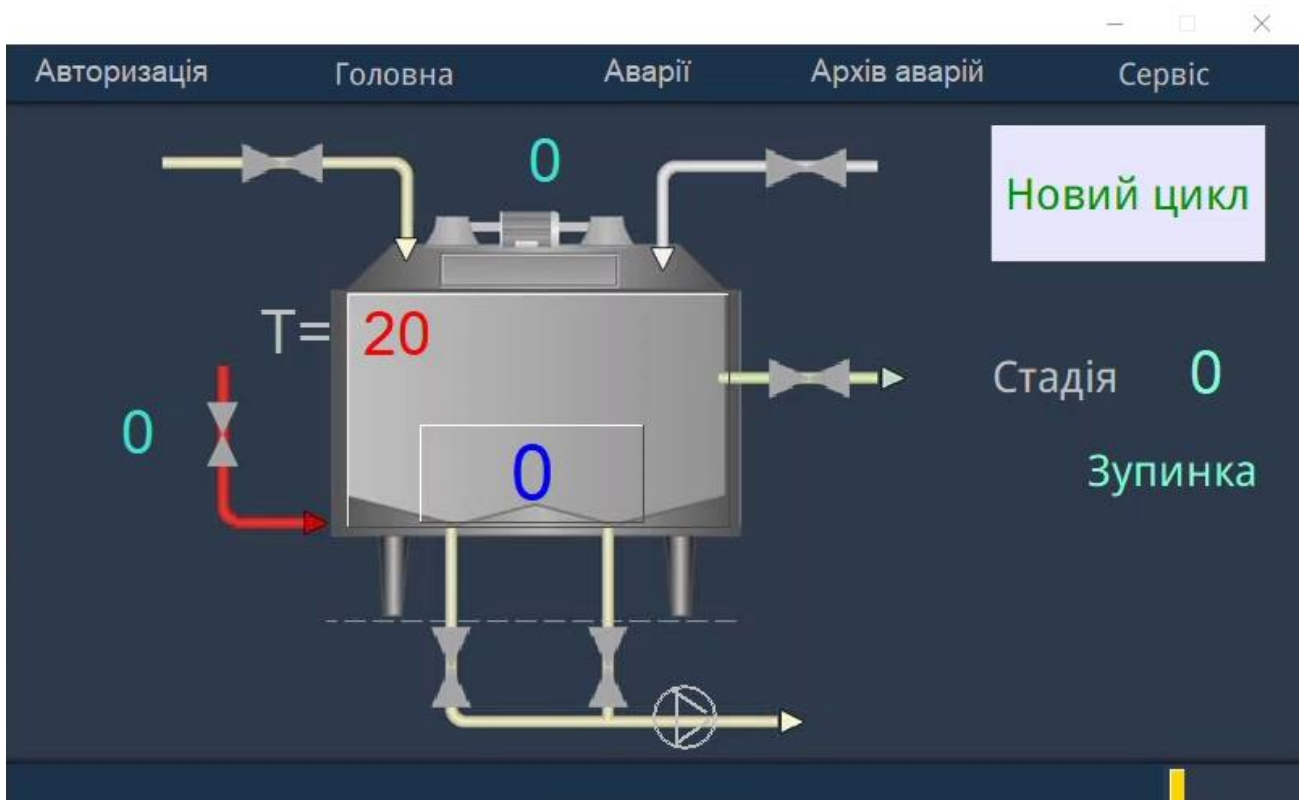 Авторизація
Головна
Аварії
Архів аварій
Сервіс
0
Новий цикл
T= 20
Стадія 0
0
0
Зупинка